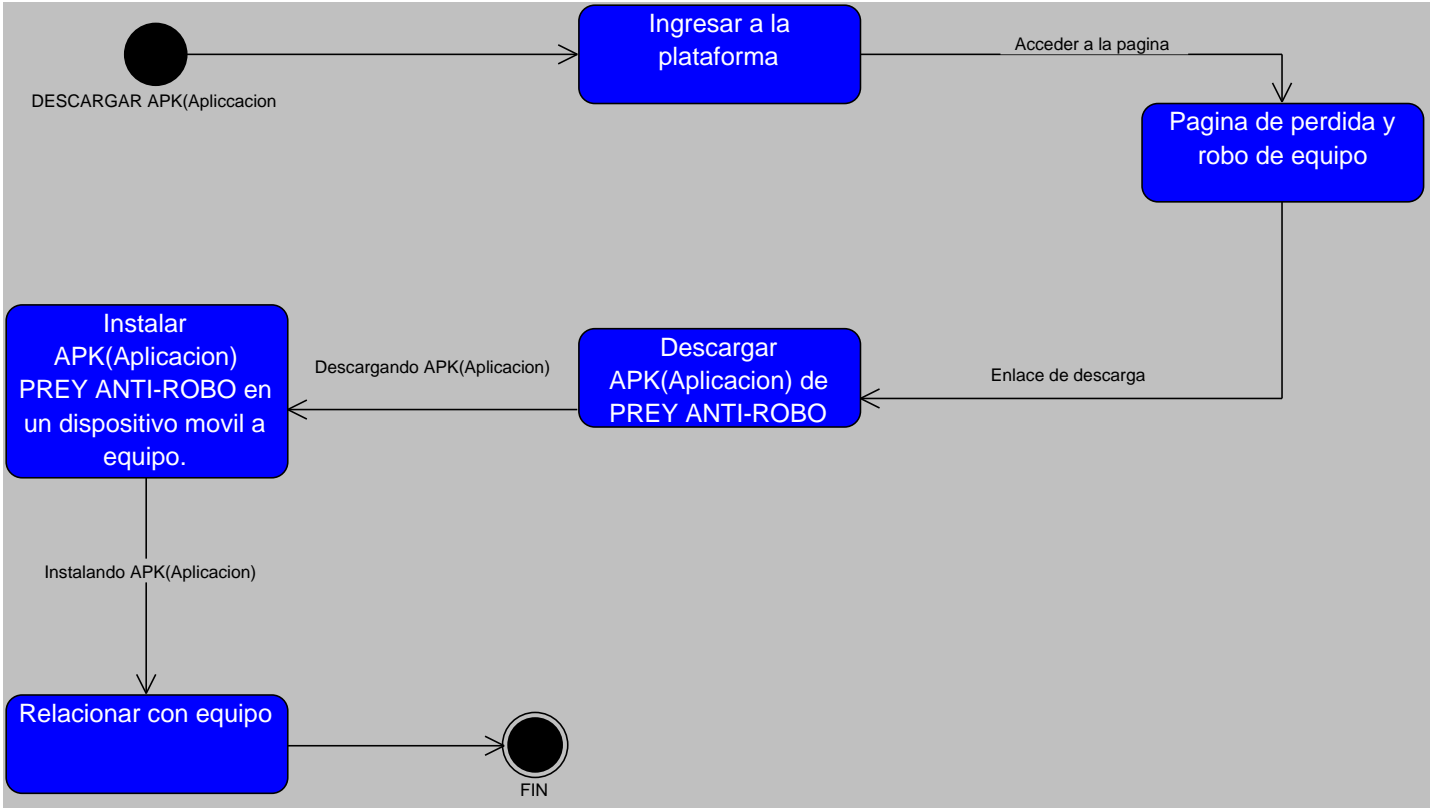 DESCARGAR APK(Apliccacion
Ingresar a la
plataforma
Acceder a la pagina
Pagina de perdida y
robo de equipo
Enlace de descarga
Descargar
APK(Aplicacion) de
PREY ANTI-ROBO
Descargando APK(Aplicacion)
Instalar
APK(Aplicacion)
PREY ANTI-ROBO en
un dispositivo movil a
equipo.
Instalando APK(Aplicacion)
Relacionar con equipo
FIN